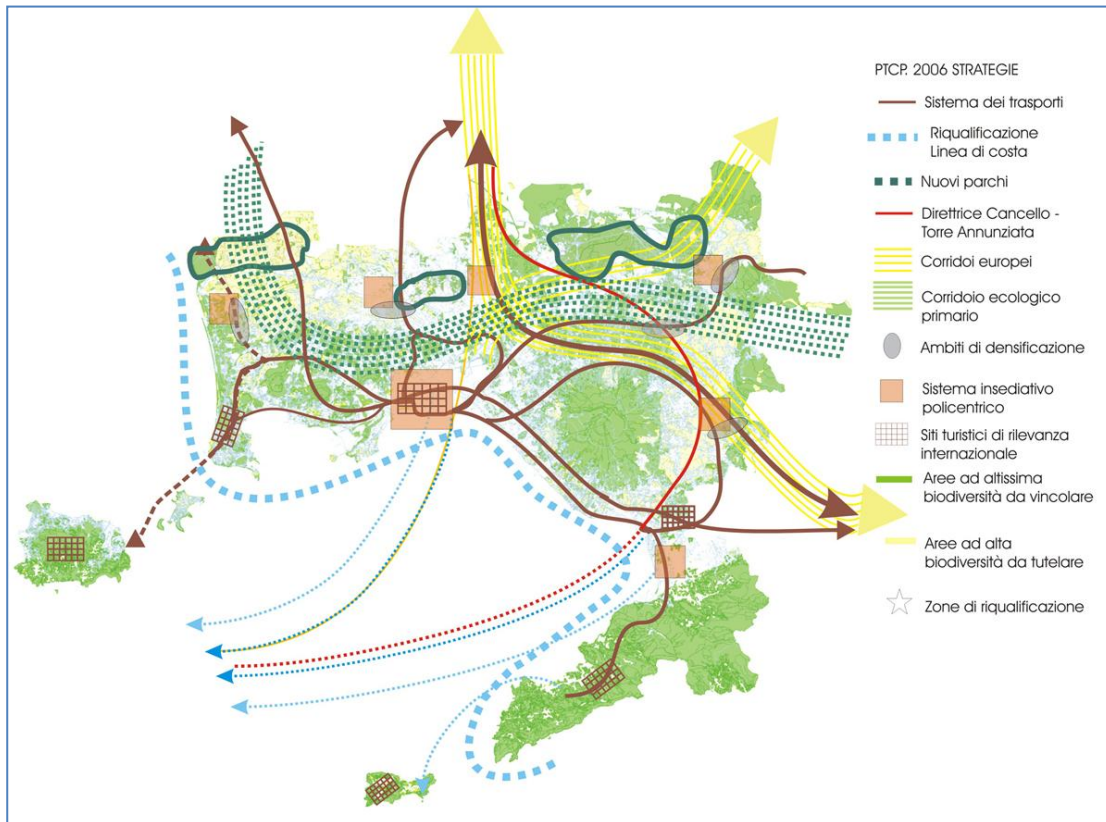 PTCP. 2006 STRATEGIE
Sistema dei trasporti
Riqualificazione
Linea di costa
Nuovi parchi
Direttrice Cancello -
Torre Annunziata
Corridoi europei
Corridoio ecologico
primario
Ambiti di densificazione
Sistema insediativo
policentrico
Siti turistici di rilevanza
internazionale
Aree ad altissima
biodiversità da vincolare
Aree ad alta
biodiversità da tutelare
Zone di riqualificazione